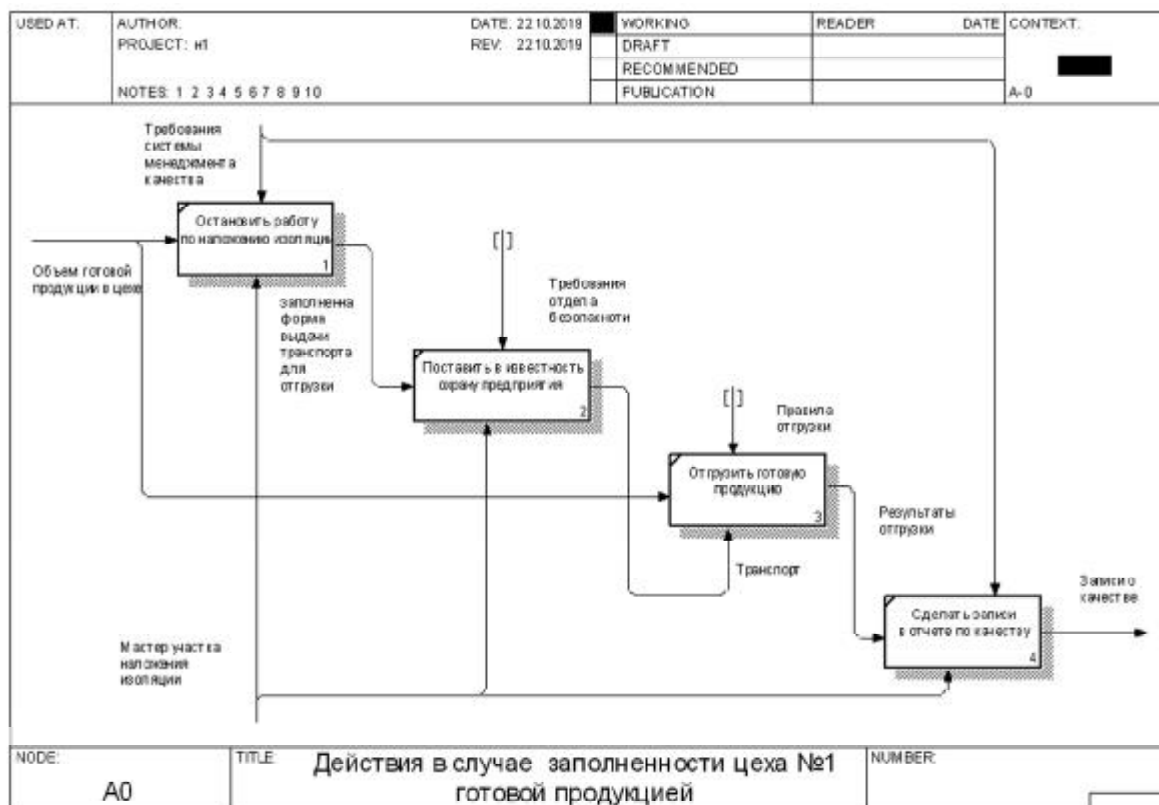 USED AT:
AUTHOR:
DATE: 22.10.2019
WORKING
READER
DATE
CONTEXT:
PROJECT: н1
REV: 22.10.2019
DRAFT
RECOMMENDED
NOTES: 1 2 3 4 5 6 7 8 9 10
PUBLICATION
A-0
Требования
системы
менеджмента
качества
Остановить работу
по наложению изоляции
1
Объем готовой
продукции в цехе
заполненна
форма
выдачи
транспорта
для
отгрузки
Требования
отдела
безопакноти
Поставить в известность
охрану предприятия
2
Правила
отгрузки
Отгрузить готовую
продукцию
3
Результаты
отгрузки
Транспорт
Записи о
качестве
Сделать записи
в отчете по качеству
4
Мастер участка
наложения
изоляции
NODE:
A0
TITLE:
Действия в случае заполненности цеха №1
готовой продукцией
NUMBER: